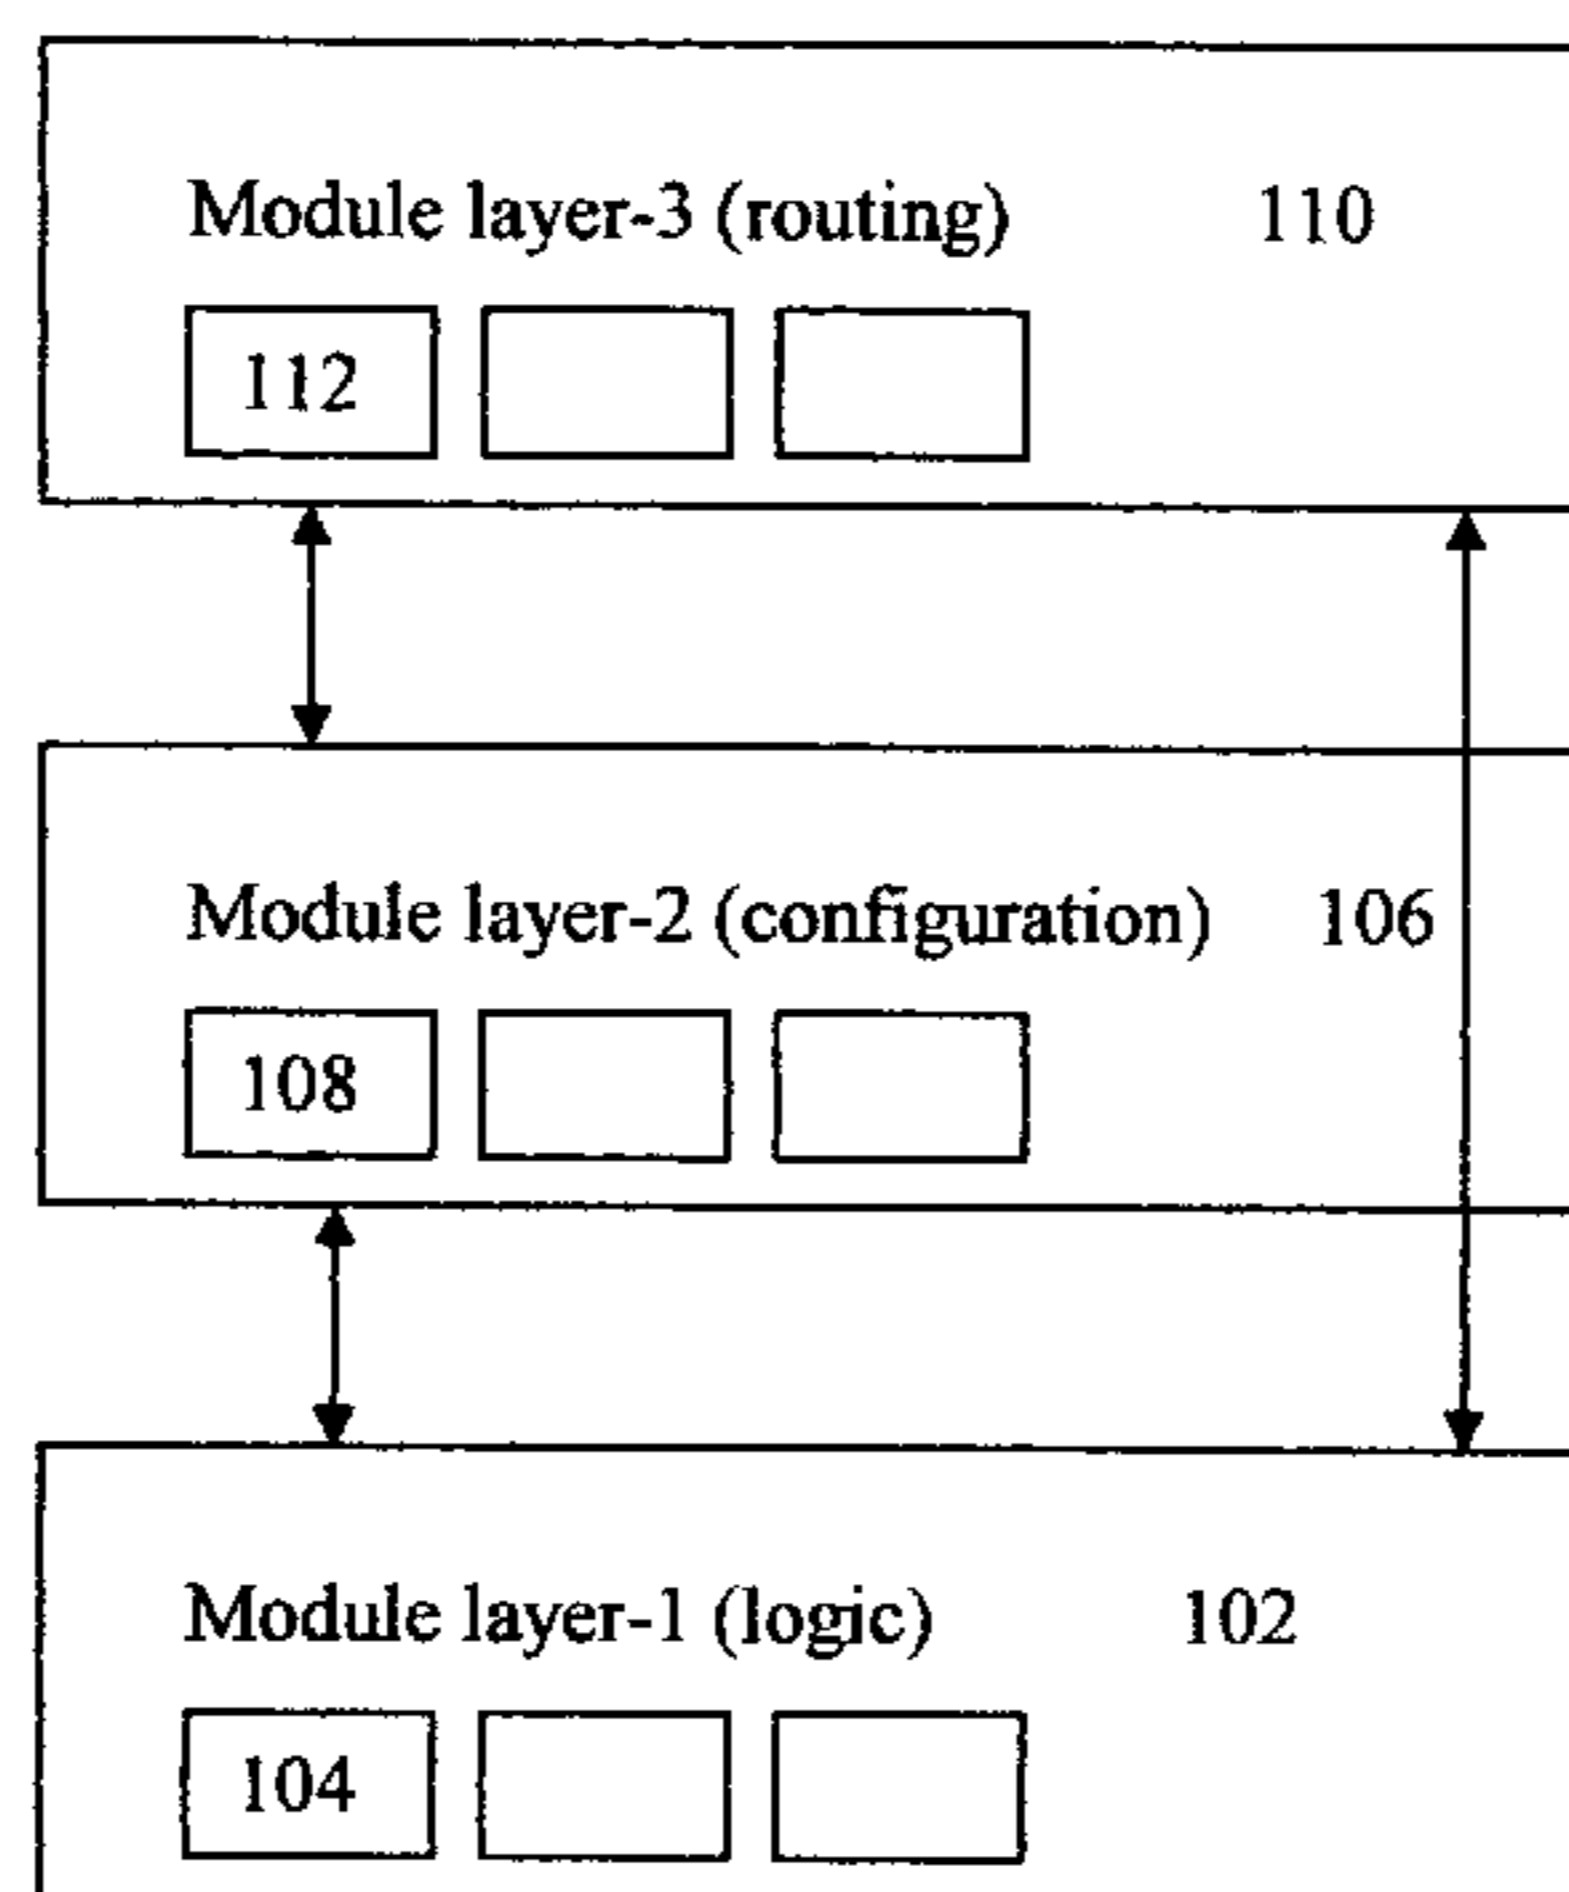 Module layer-3 (routing) 110
112
Module layer-2 (configuration) 106
108
Module layer-1 (logic) 102
104